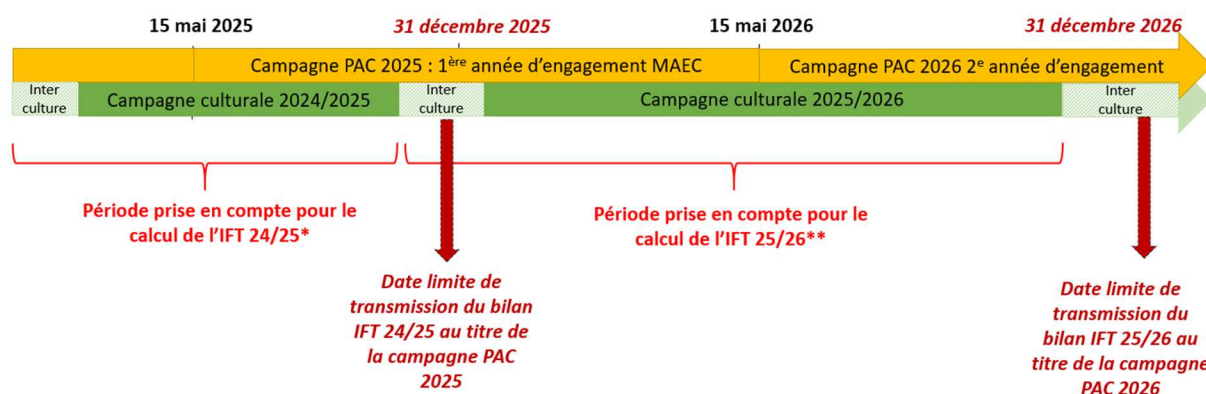 15 mai 2025
31 décembre 2025
15 mai 2026
31 décembre 2026
Campagne PAC 2025 : 1ère année d'engagement MAEC
Campagne PAC 2026 2e année d'engagement
Inter
culture
Campagne culturale 2024/2025
Inter
culture
Campagne culturale 2025/2026
Inter
culture
Période prise en compte pour le
calcul de l'IFT 24/25*
Période prise en compte pour le
calcul de l'IFT 25/26**
Date limite de
transmission du bilan
IFT 24/25 au titre de
la campagne PAC
2025
Date limite de
transmission du
bilan IFT 25/26 au
titre de la campagne
PAC 2026